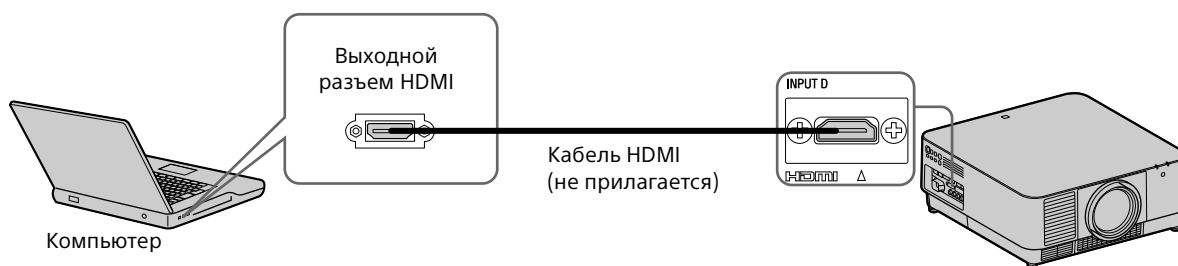 Выходной
разъем HDMI
INPUT D
Кабель HDMI
(не прилагается)
HDMI
Компьютер